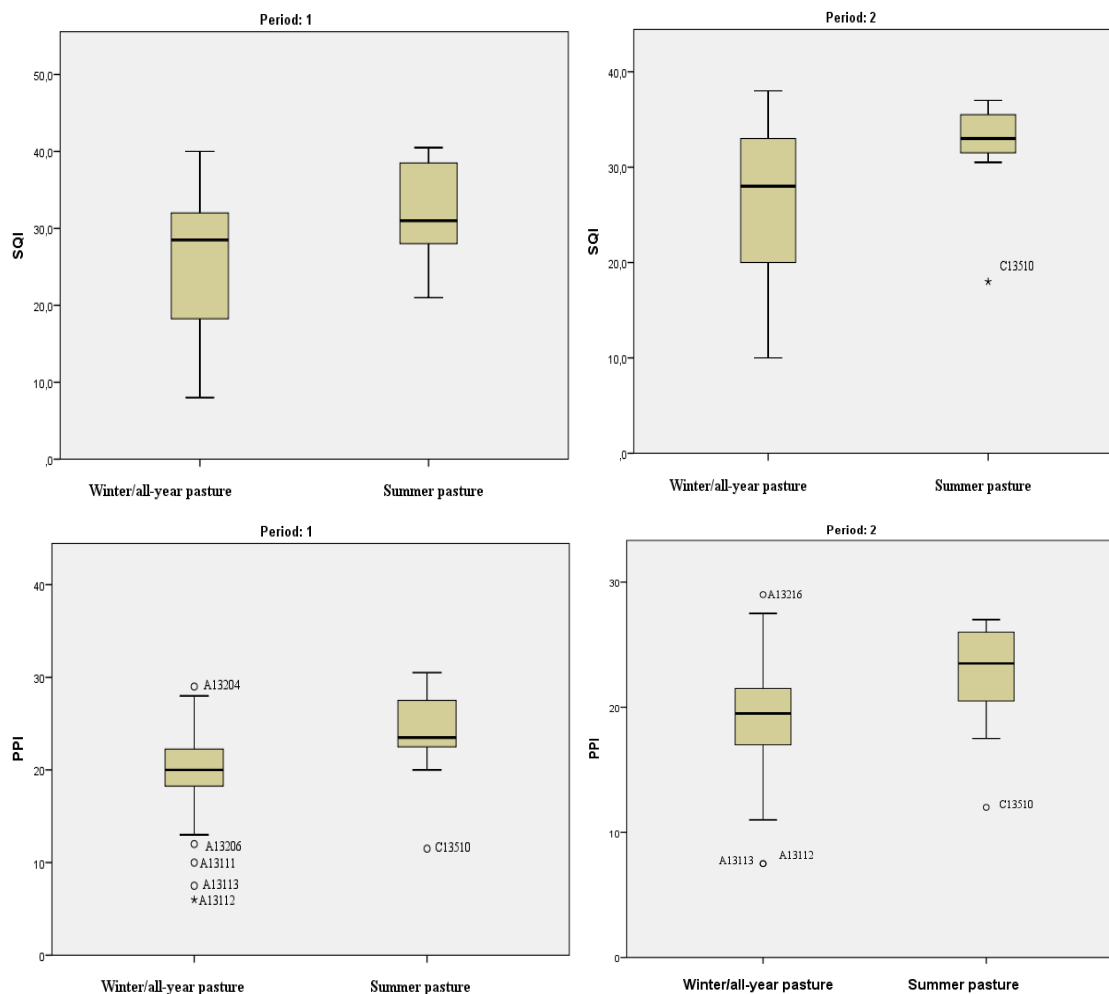 Period: 1
50,0
40,0
30,0
20,0
10,0
,0
SQI
Winter/all-year pasture
Summer pasture
Period: 2
40,0
30,0
20,0
10,0
,0
SQI
C13510
Winter/all-year pasture
Summer pasture
Period: 1
40
30
20
10
0
PPI
A13204
A13206
A13111
A13113
A13112
C13510
Winter/all-year pasture
Summer pasture
Period: 2
30
20
10
0
PPI
A13216
A13113
A13112
C13510
Winter/all-year pasture
Summer pasture